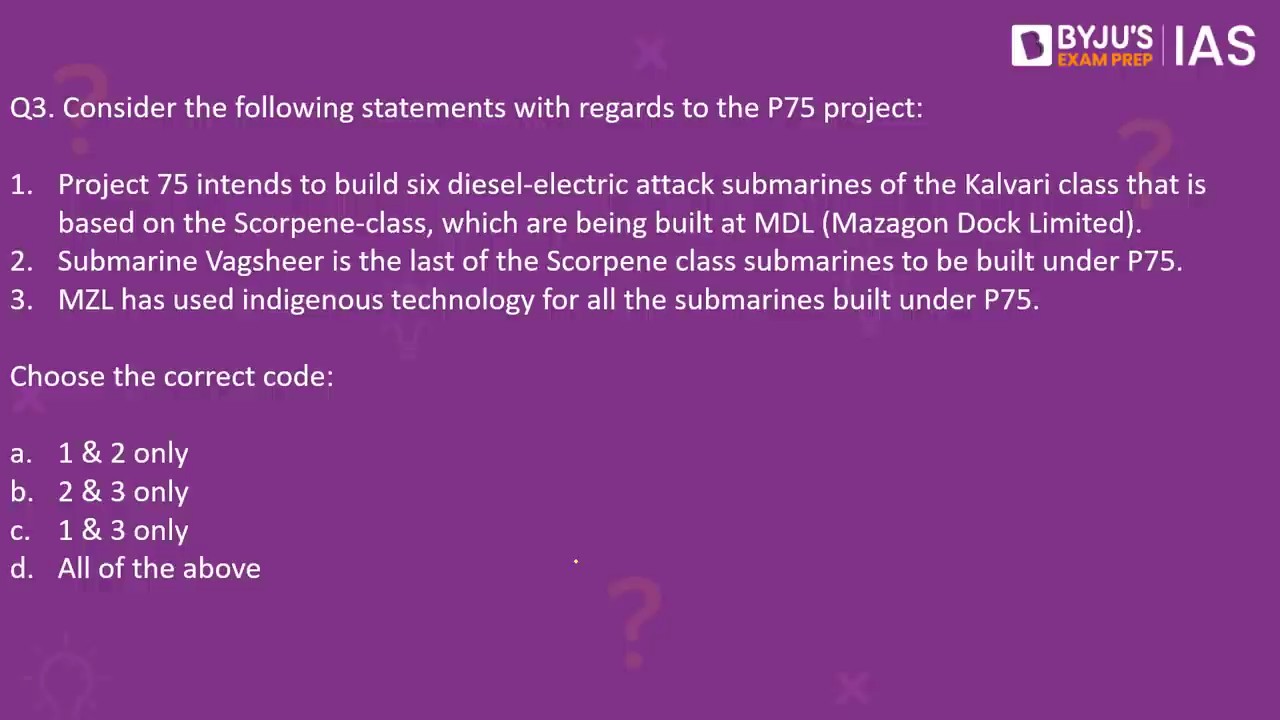 BYJU'S
EXAM PREP
IAS
Q3. Consider the following statements with regards to the P75 project:
1. Project 75 intends to build six diesel-electric attack submarines of the Kalvari class that is
based on the Scorpene-class, which are being built at MDL (Mazagon Dock Limited).
2. Submarine Vagsheer is the last of the Scorpene class submarines to be built under P75.
3. MZL has used indigenous technology for all the submarines built under P75.
Choose the correct code:
a. 1 & 2 only
b. 2 & 3 only
c. 1 & 3 only
d. All of the above